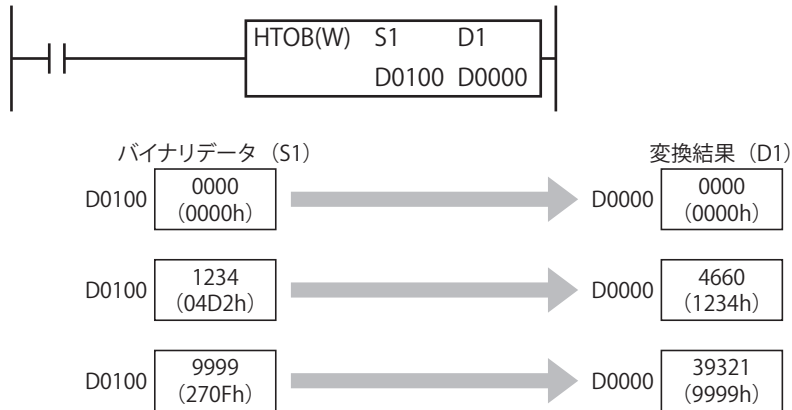 HTOB(W) S1 D1
D0100 D0000
バイナリデータ（S1） 変換結果（D1）
D0100 0000 D0000 0000
（0000h） （0000h）
D0100 1234 D0000 4660
（04D2h） （1234h）
D0100 9999 D0000 39321
（270Fh） （9999h）